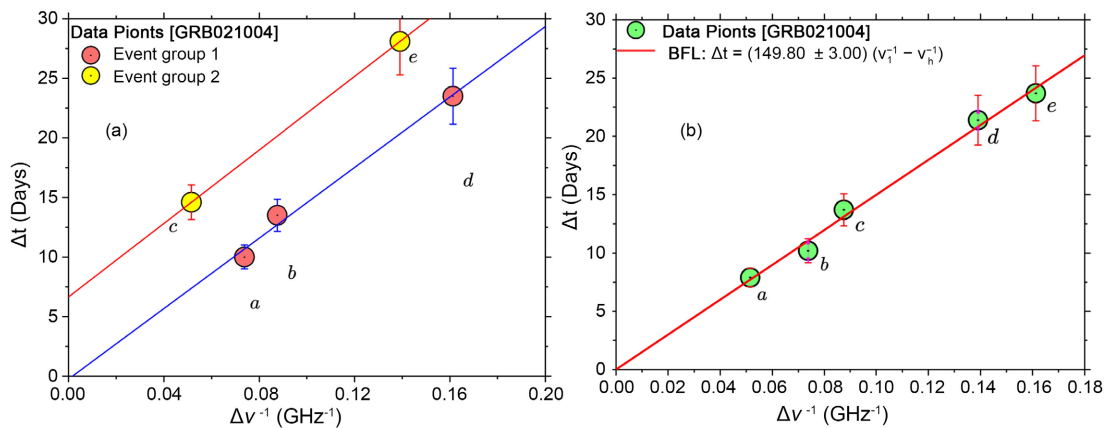 Data Pionts [GRB021004]
Event group 1
Event group 2
(a)
e
c
d
b
a
30
25
20
15
10
5
0
0.00 0.04 0.08 0.12 0.16 0.20
Δt (Days)
Δν ⁻¹ (GHz⁻¹)
Data Pionts [GRB021004]
BFL: Δt = (149.80 ± 3.00) (v₁⁻¹ − v_h⁻¹)
(b)
e
d
c
b
a
30
25
20
15
10
5
0
0.00 0.02 0.04 0.06 0.08 0.10 0.12 0.14 0.16 0.18
Δt (Days)
Δν ⁻¹ (GHz⁻¹)